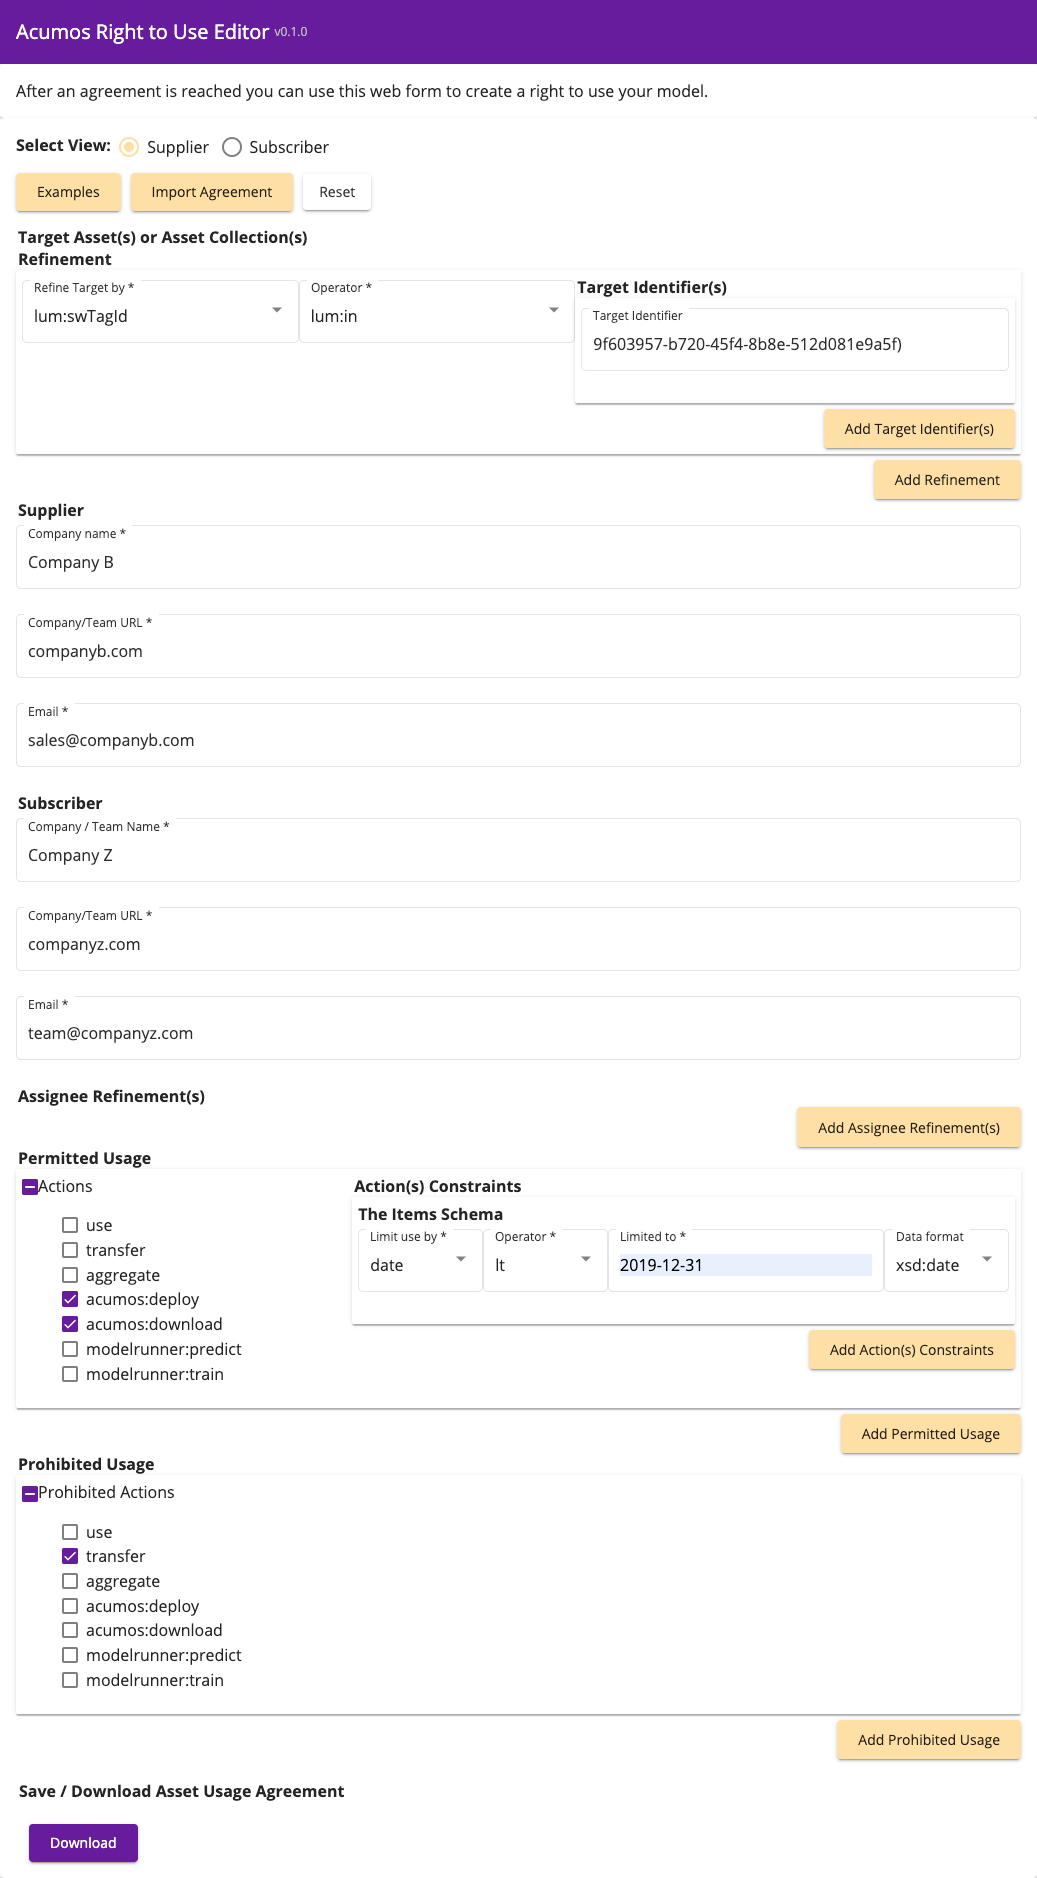 Acumos Right to Use Editor v0.1.0
After an agreement is reached you can use this web form to create a right to use your model.
Select View: Supplier Subscriber
Examples Import Agreement Reset
Target Asset(s) or Asset Collection(s)
Refinement
Refine Target by * Operator * Target Identifier(s)
lum:swTagId lum:in Target Identifier
9f603957-b720-45f4-8b8e-512d081e9a5f)
Add Target Identifier(s)
Add Refinement
Supplier
Company name *
Company B
Company/Team URL *
companyb.com
Email *
sales@companyb.com
Subscriber
Company / Team Name *
Company Z
Company/Team URL *
companyz.com
Email *
team@companyz.com
Assignee Refinement(s)
Add Assignee Refinement(s)
Permitted Usage
Actions
use
transfer
aggregate
acumos:deploy
acumos:download
modelrunner:predict
modelrunner:train
Action(s) Constraints
The Items Schema
Limit use by * Operator * Limited to * Data format
date lt 2019-12-31 xsd:date
Add Action(s) Constraints
Add Permitted Usage
Prohibited Usage
Prohibited Actions
use
transfer
aggregate
acumos:deploy
acumos:download
modelrunner:predict
modelrunner:train
Add Prohibited Usage
Save / Download Asset Usage Agreement
Download